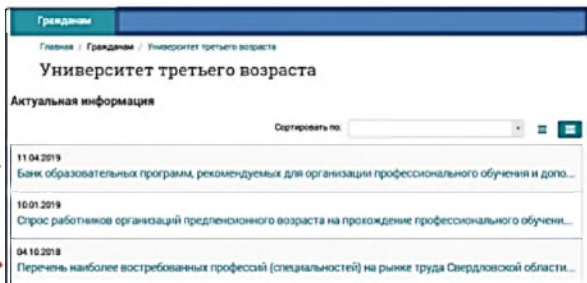 Гражданам
Главная / Гражданам / Университет третьего возраста
Университет третьего возраста
Актуальная информация
Сортировать по:
11.04.2019
Банк образовательных программ, рекомендуемых для организации профессионального обучения и допо...
10.01.2019
Спрос работников организаций предпенсионного возраста на прохождение профессионального обучени...
04.10.2018
Перечень наиболее востребованных профессий (специальностей) на рынке труда Свердловской области...